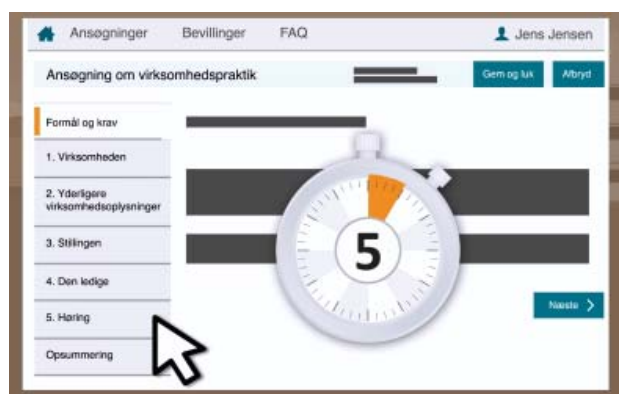 Ansøgninger Bevillinger FAQ Jens Jensen
Ansøgning om virksomhedspraktik Gem og luk Afbryd
Formål og krav
1. Virksomheden
2. Yderligere
virksomhedsoplysninger
3. Stillingen
4. Den ledige
5. Høring
Opsummering
5
Næste